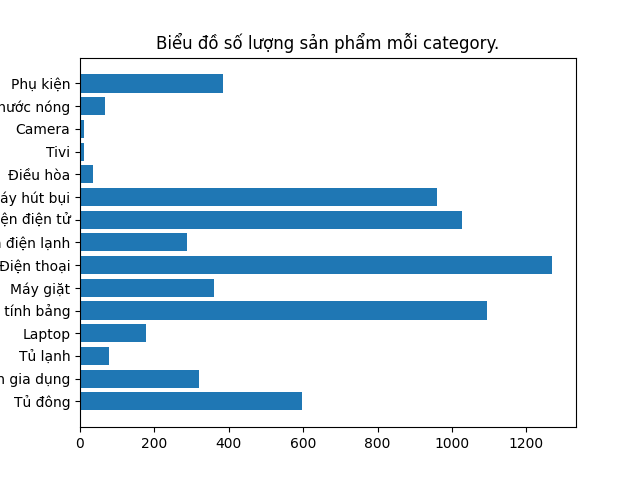 Biểu đồ số lượng sản phẩm mỗi category.
Phụ kiện
nước nóng
Camera
Tivi
Điều hòa
áy hút bụi
ện điện tử
điện lạnh
Điện thoại
Máy giặt
tính bảng
Laptop
Tủ lạnh
gia dụng
Tủ đông
0 200 400 600 800 1000 1200